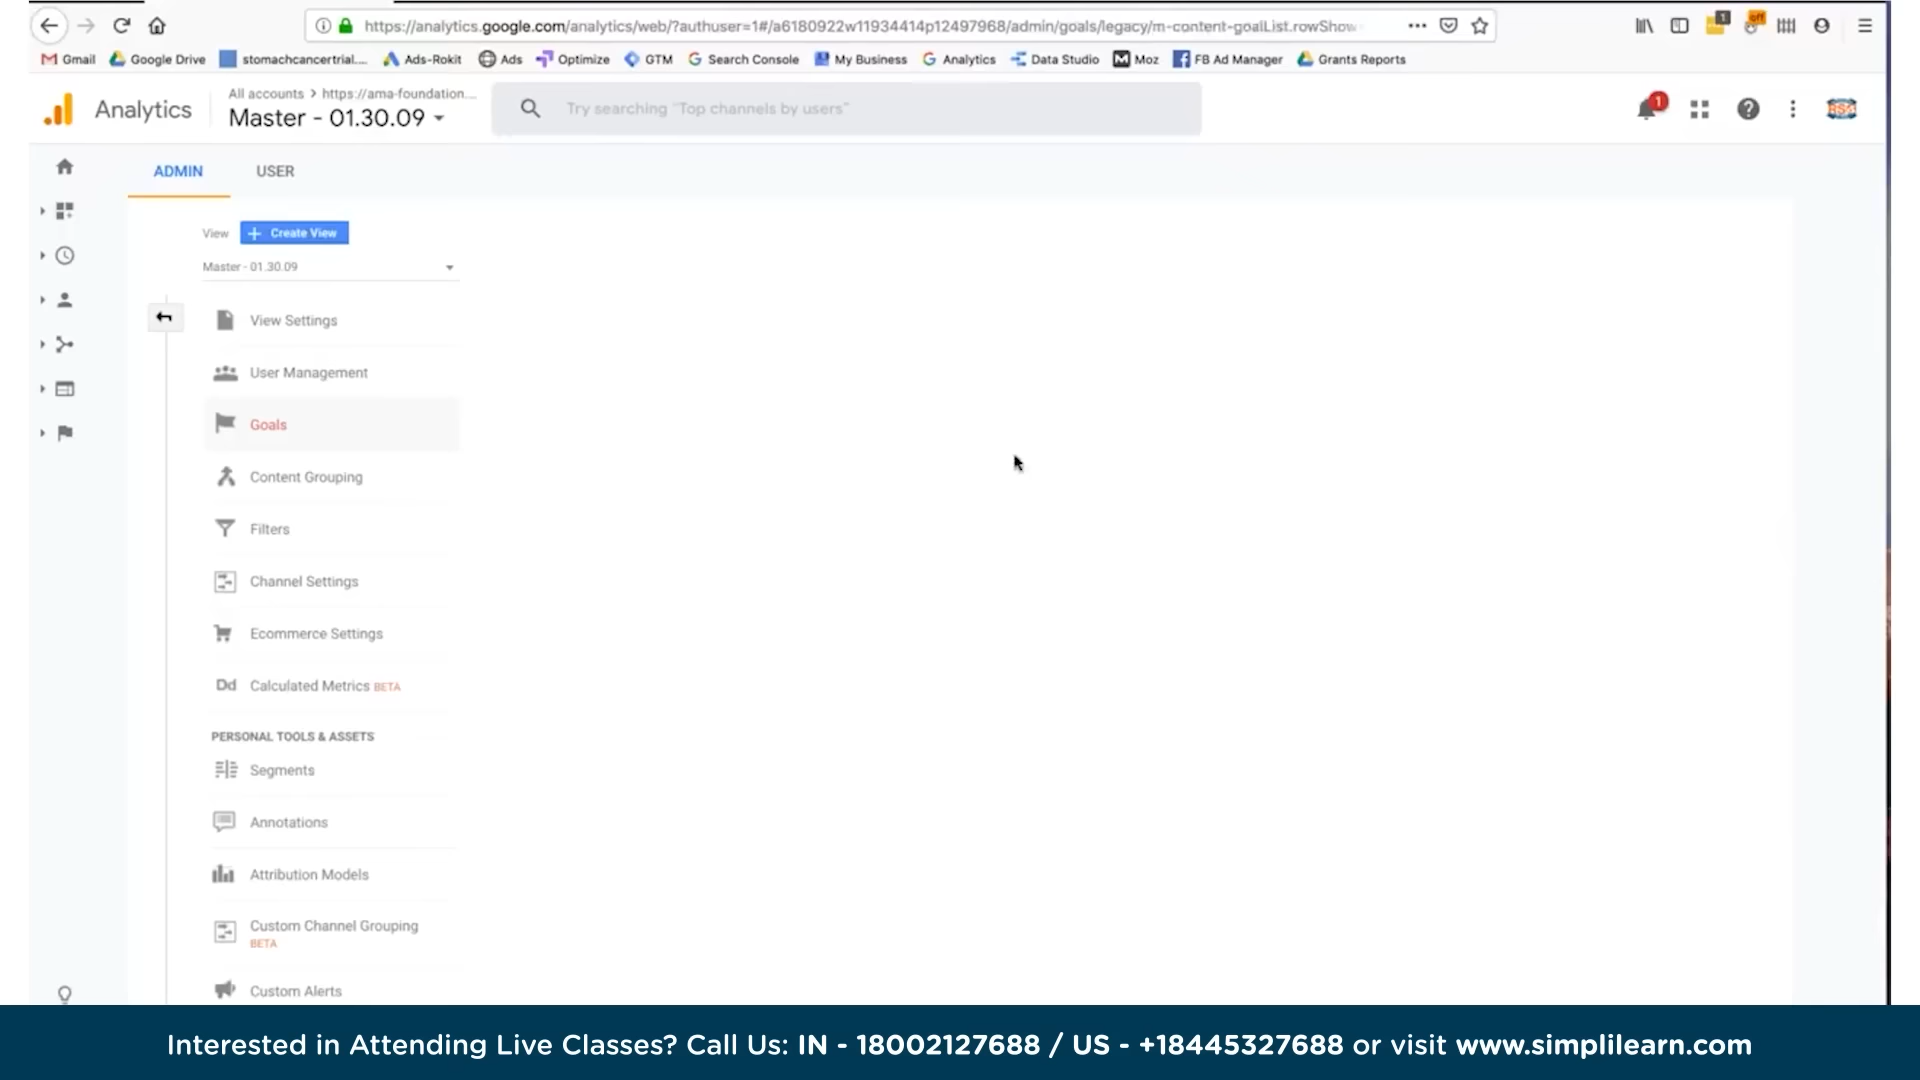 https://analytics.google.com/analytics/web/?authuser=1#/a6180922w11934414p12497968/admin/goals/legacy/m-content-goalList.rowShow
1
off
Gmail Google Drive stomachcancertrial.... Ads-Rokit Ads Optimize GTM Search Console My Business Analytics Data Studio Moz FB Ad Manager Grants Reports
Analytics
All accounts > https://ama-foundation....
Master - 01.30.09
Try searching "Top channels by users"
1
ADMIN USER
View + Create View
Master - 01.30.09
View Settings
User Management
Goals
Content Grouping
Filters
Channel Settings
Ecommerce Settings
Dd Calculated Metrics BETA
PERSONAL TOOLS & ASSETS
Segments
Annotations
Attribution Models
Custom Channel Grouping
BETA
Custom Alerts
Interested in Attending Live Classes? Call Us: IN - 18002127688 / US - +18445327688 or visit www.simplilearn.com